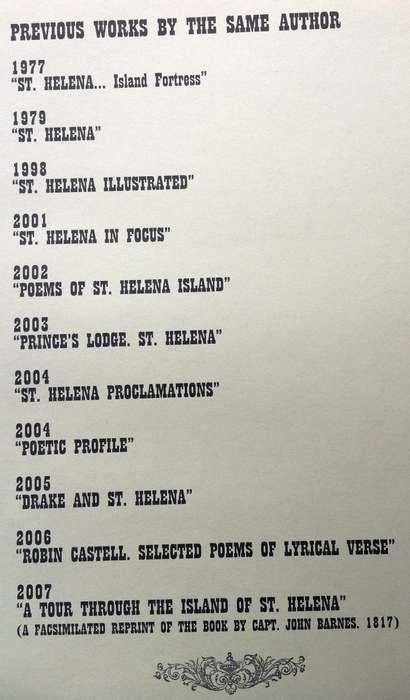 PREVIOUS WORKS BY THE SAME AUTHOR
1977
“ST. HELENA... Island Fortress”
1979
“ST. HELENA”
1998
“ST. HELENA ILLUSTRATED”
2001
“ST. HELENA IN FOCUS”
2002
“POEMS OF ST. HELENA ISLAND”
2003
“PRINCE’S LODGE. ST. HELENA”
2004
“ST. HELENA PROCLAMATIONS”
2004
“POETIC PROFILE”
2005
“DRAKE AND ST. HELENA”
2006
“ROBIN CASTELL. SELECTED POEMS OF LYRICAL VERSE”
2007
“A TOUR THROUGH THE ISLAND OF ST. HELENA”
(A FACSIMILATED REPRINT OF THE BOOK BY CAPT. JOHN BARNES. 1817)